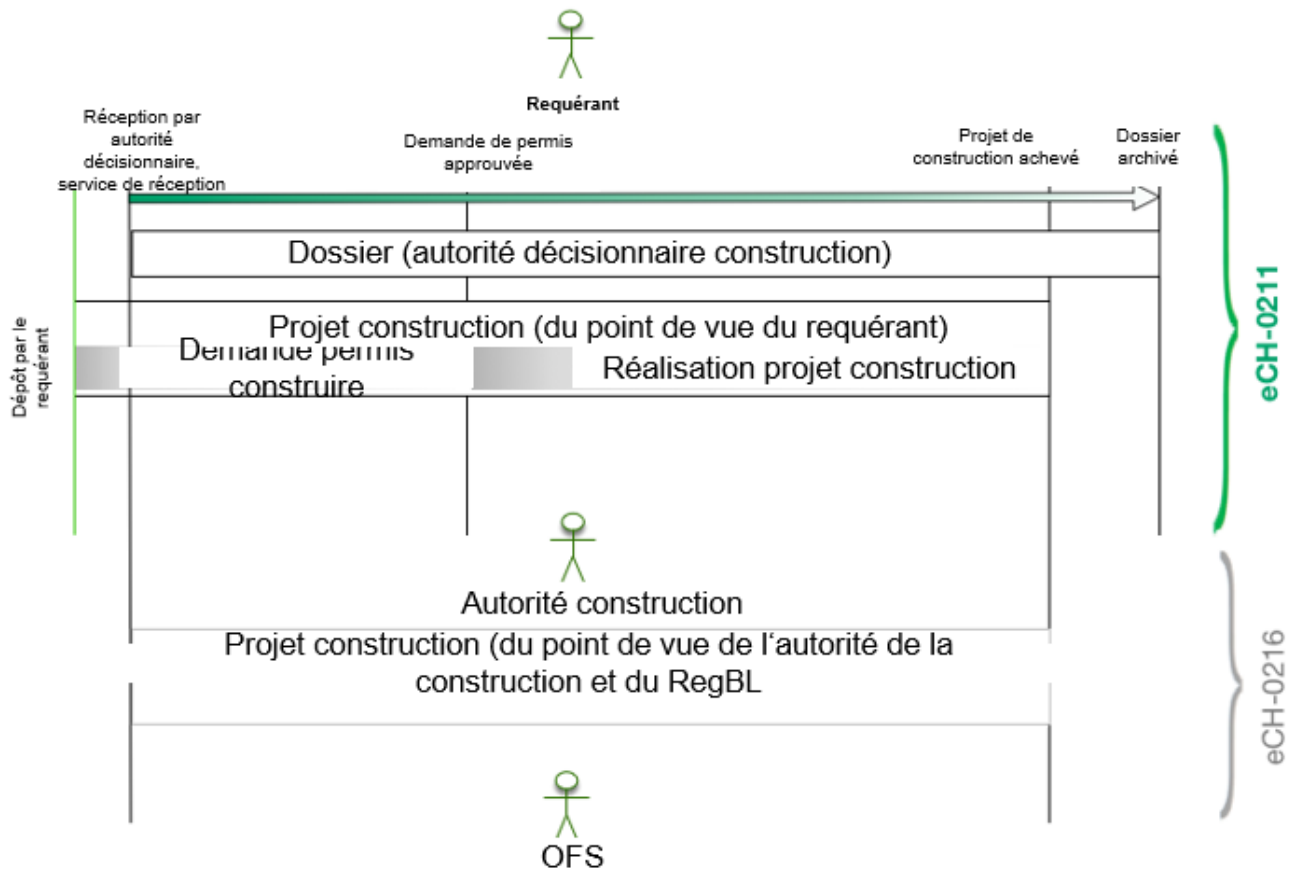 Requérant
Réception par
autorité
décisionnaire,
service de réception
Demande de permis
approuvée
Projet de
construction achevé
Dossier
archivé
Dossier (autorité décisionnaire construction)
Dépôt par le
requérant
Projet construction (du point de vue du requérant)
Demande permis
construire
Réalisation projet construction
eCH-0211
Autorité construction
Projet construction (du point de vue de l‘autorité de la
construction et du RegBL
eCH-0216
OFS